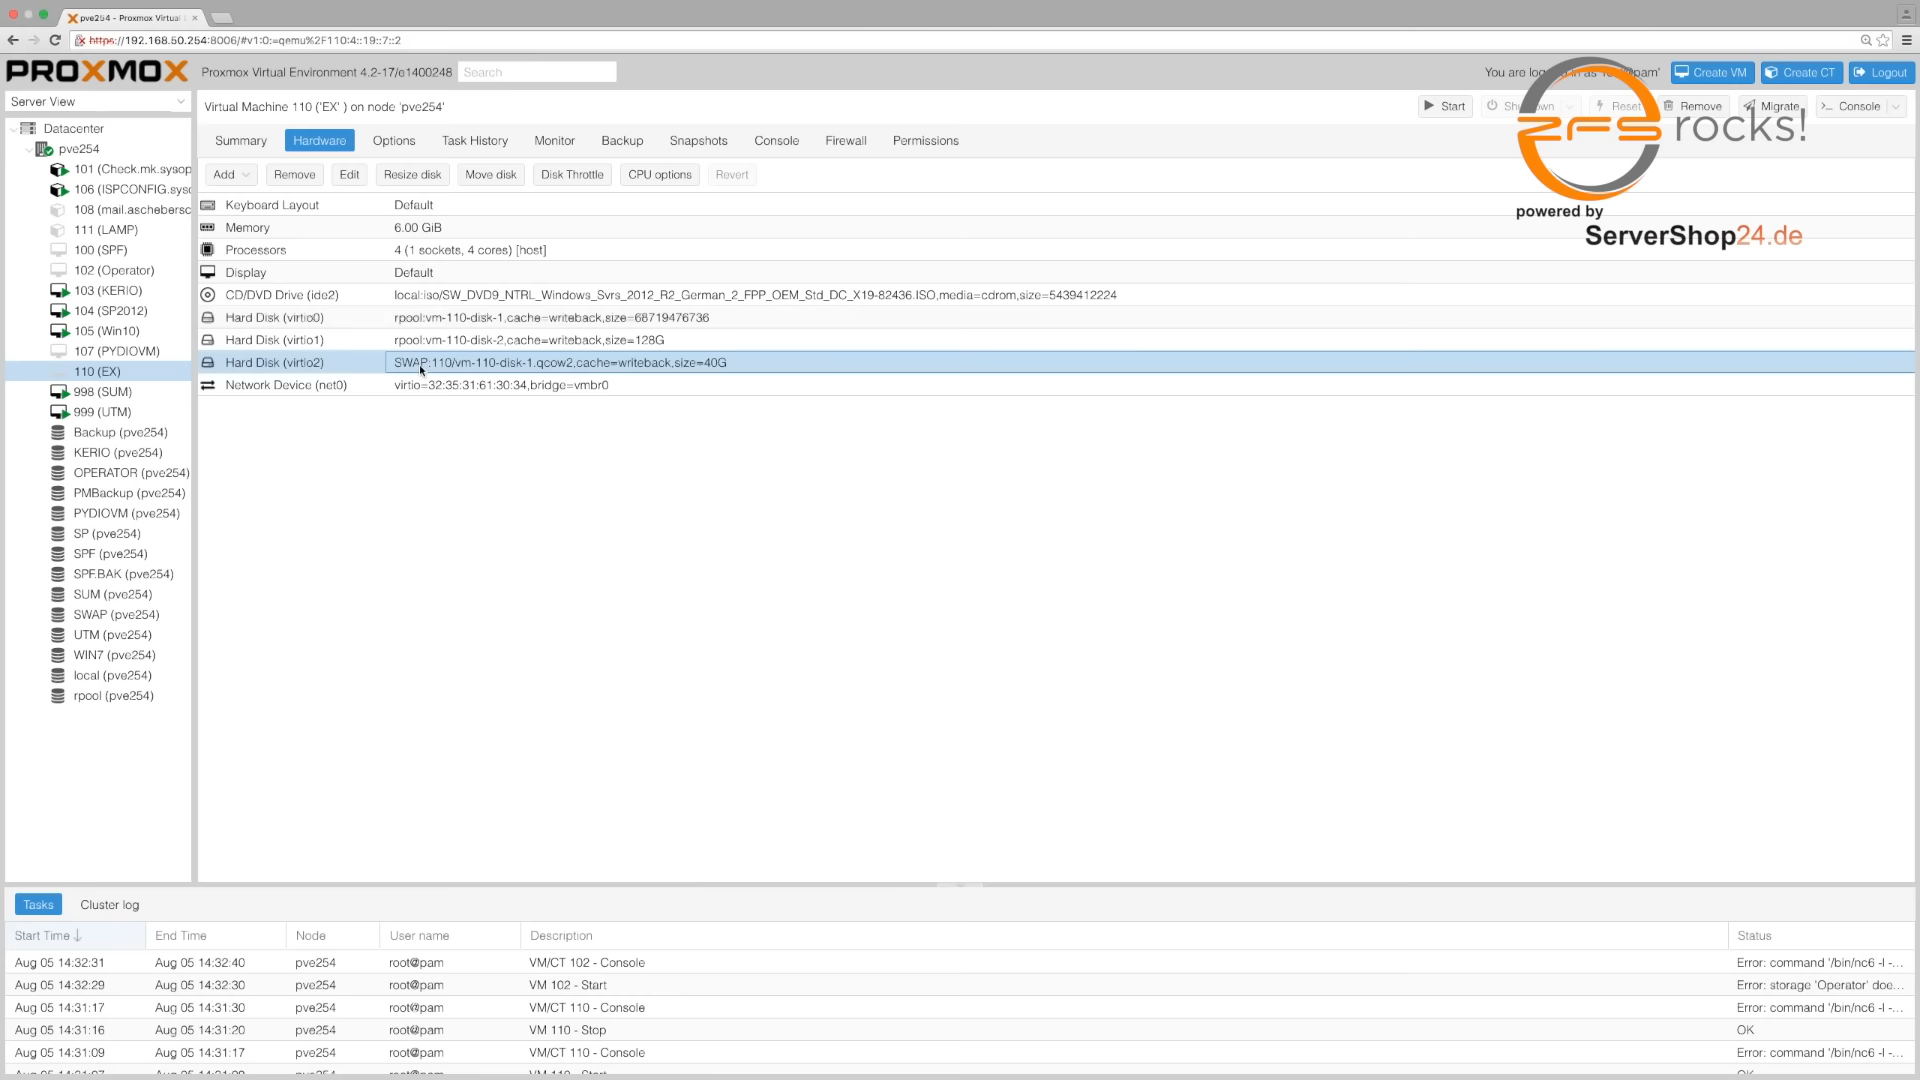 pve254 - Proxmox Virtual
https://192.168.50.254:8006/#v1:0:=qemu%2F110:4::19::7::2
PROXMOX
Proxmox Virtual Environment 4.2-17/e1400248
Search
You are
Create VM
Create CT
Logout
Server View
Virtual Machine 110 ('EX' ) on node 'pve254'
Start
Reset
Remove
Migrate
Console
ZFS rocks!
powered by
ServerShop24.de
Summary
Hardware
Options
Task History
Monitor
Backup
Snapshots
Console
Firewall
Permissions
Add
Remove
Edit
Resize disk
Move disk
Disk Throttle
CPU options
Revert
Datacenter
pve254
101 (Check.mk.sysop
106 (ISPCONFIG.sysc
108 (mail.aschebersc
111 (LAMP)
100 (SPF)
102 (Operator)
103 (KERIO)
104 (SP2012)
105 (Win10)
107 (PYDIOVM)
110 (EX)
998 (SUM)
999 (UTM)
Backup (pve254)
KERIO (pve254)
OPERATOR (pve254)
PMBackup (pve254)
PYDIOVM (pve254)
SP (pve254)
SPF (pve254)
SPF.BAK (pve254)
SUM (pve254)
SWAP (pve254)
UTM (pve254)
WIN7 (pve254)
local (pve254)
rpool (pve254)
Keyboard Layout Default
Memory 6.00 GiB
Processors 4 (1 sockets, 4 cores) [host]
Display Default
CD/DVD Drive (ide2) local:iso/SW_DVD9_NTRL_Windows_Svrs_2012_R2_German_2_FPP_OEM_Std_DC_X19-82436.ISO,media=cdrom,size=5439412224
Hard Disk (virtio0) rpool:vm-110-disk-1,cache=writeback,size=68719476736
Hard Disk (virtio1) rpool:vm-110-disk-2,cache=writeback,size=128G
Hard Disk (virtio2) SWAP:110/vm-110-disk-1.qcow2,cache=writeback,size=40G
Network Device (net0) virtio=32:35:31:61:30:34,bridge=vmbr0
Tasks
Cluster log
Start Time End Time Node User name Description Status
Aug 05 14:32:31 Aug 05 14:32:40 pve254 root@pam VM/CT 102 - Console Error: command '/bin/nc6 -l -...
Aug 05 14:32:29 Aug 05 14:32:30 pve254 root@pam VM 102 - Start Error: storage 'Operator' doe...
Aug 05 14:31:17 Aug 05 14:31:30 pve254 root@pam VM/CT 110 - Console Error: command '/bin/nc6 -l -...
Aug 05 14:31:16 Aug 05 14:31:20 pve254 root@pam VM 110 - Stop OK
Aug 05 14:31:09 Aug 05 14:31:17 pve254 root@pam VM/CT 110 - Console Error: command '/bin/nc6 -l -...